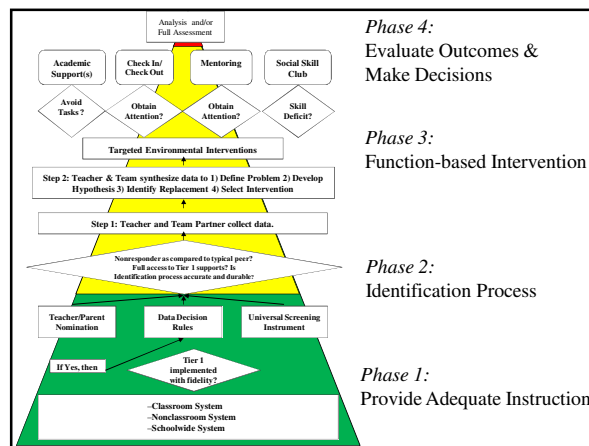 Analysis and/or
Full Assessment
Phase 4:
Evaluate Outcomes &
Make Decisions
Academic
Support(s)
Check In/
Check Out
Mentoring
Social Skill
Club
Avoid
Tasks ?
Obtain
Attention?
Obtain
Attention?
Skill
Deficit?
Phase 3:
Function-based Intervention
Targeted Environmental Interventions
Step 2: Teacher & Team synthesize data to 1) Define Problem 2) Develop
Hypothesis 3) Identify Replacement 4) Select Intervention
Step 1: Teacher and Team Partner collect data.
Nonresponder as compared to typical peer?
Full access to Tier 1 supports? Is
Identification process accurate and durable?
Phase 2:
Identification Process
Teacher/Parent
Nomination
Data Decision
Rules
Universal Screening
Instrument
If Yes, then
Tier 1
implemented
with fidelity?
Phase 1:
Provide Adequate Instruction
–Classroom System
–Nonclassroom System
–Schoolwide System